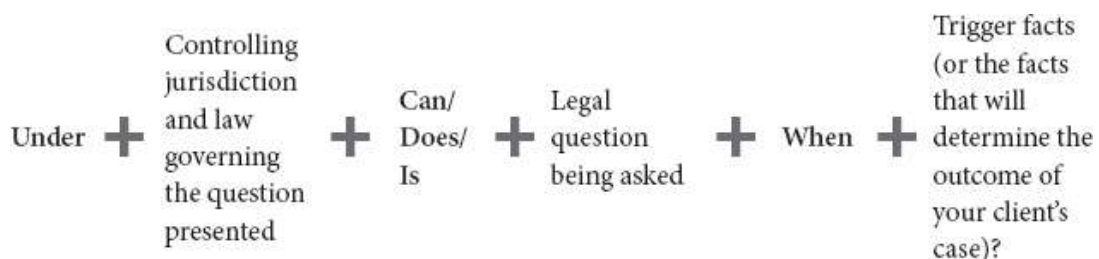 Under
Controlling
jurisdiction
and law
governing
the question
presented
Can/
Does/
Is
Legal
question
being asked
When
Trigger facts
(or the facts
that will
determine the
outcome of
your client's
case)?